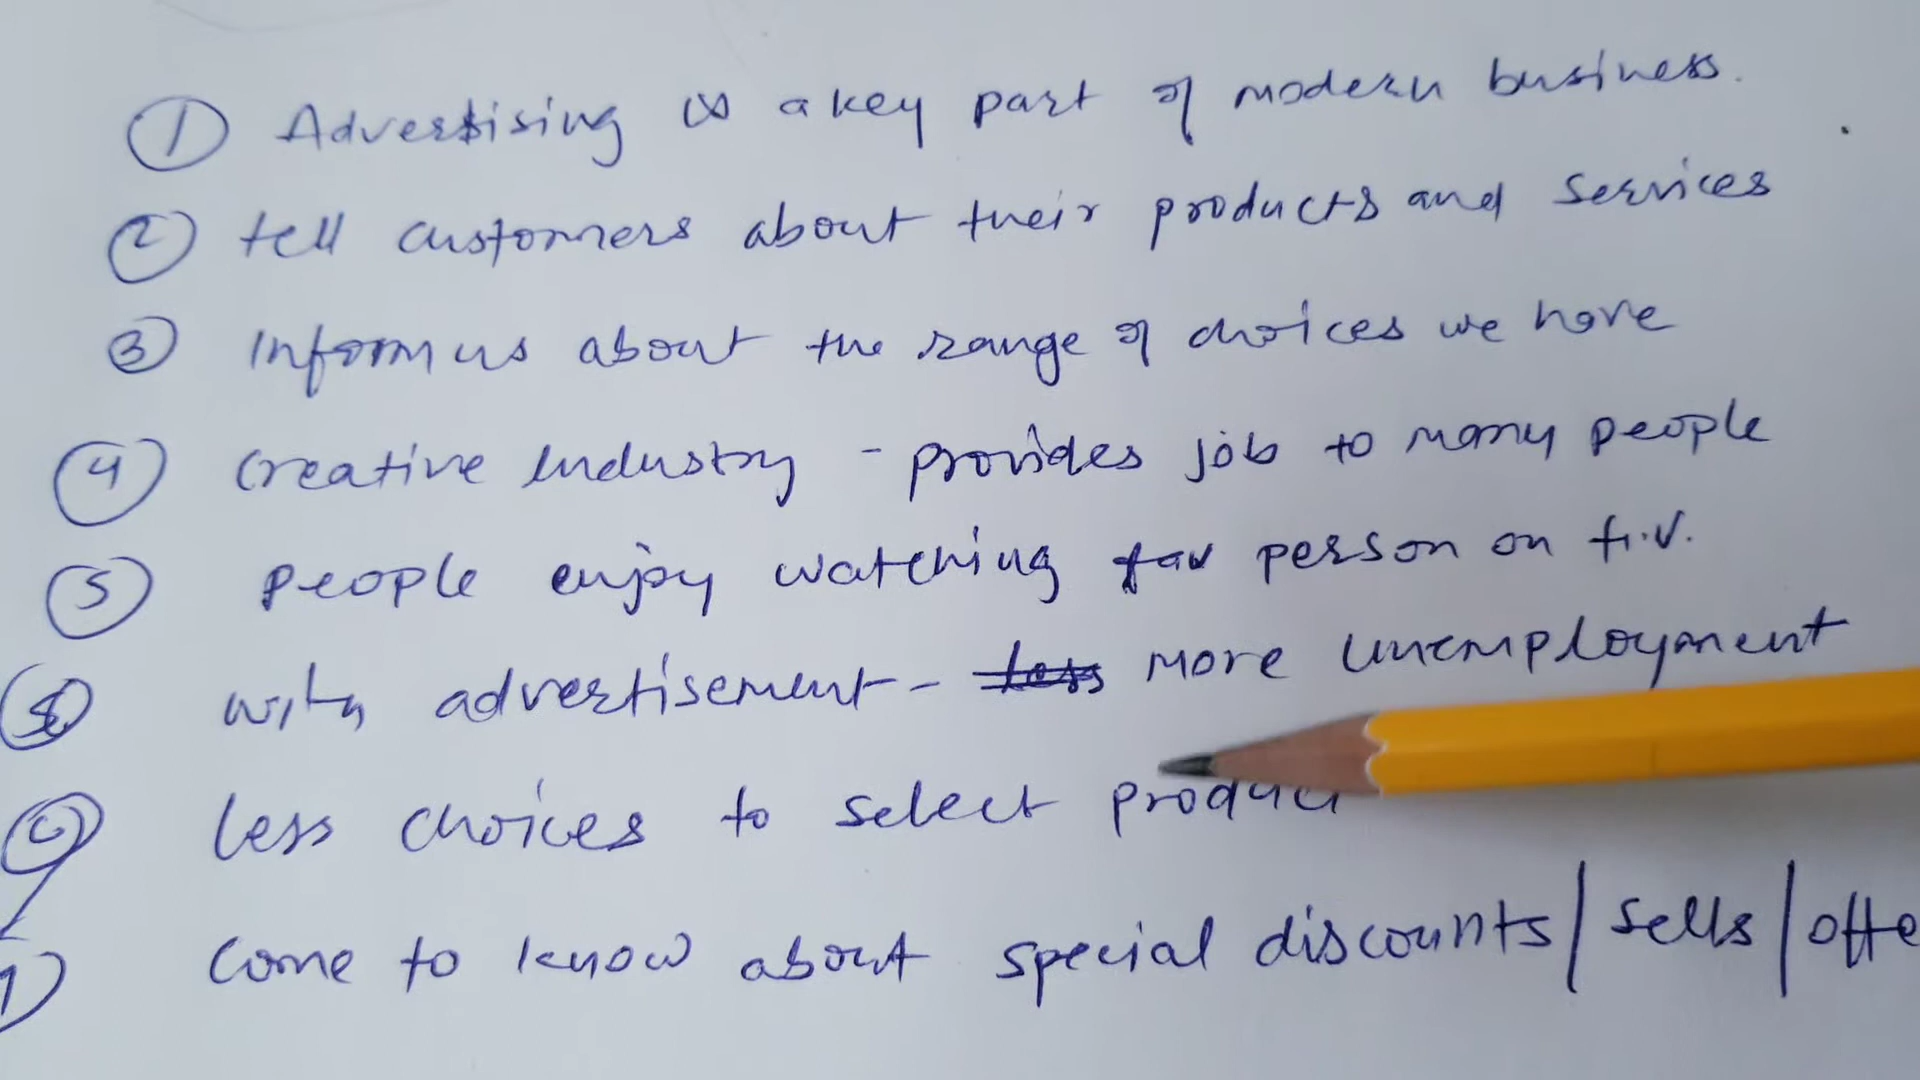 ① Advertising is a key part of modern business.
② tell customers about their products and services
③ Inform us about the range of choices we have
④ Creative Industry - provides job to many people
⑤ people enjoy watching fav person on T.V.
with advertisement - less more unemployment
⑥ less choices to select product
7) Come to know about special discounts/sells/offe